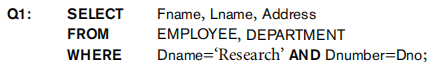 Q1: SELECT Fname, Lname, Address
FROM EMPLOYEE, DEPARTMENT
WHERE Dname=‘Research’ AND Dnumber=Dno;